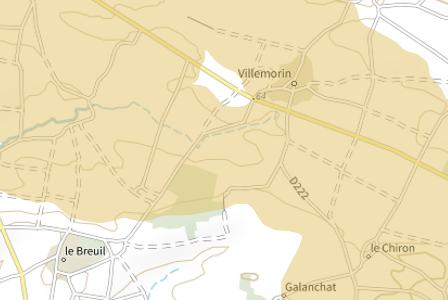 Villemorin
64
D222
le Breuil
le Chiron
Galanchat